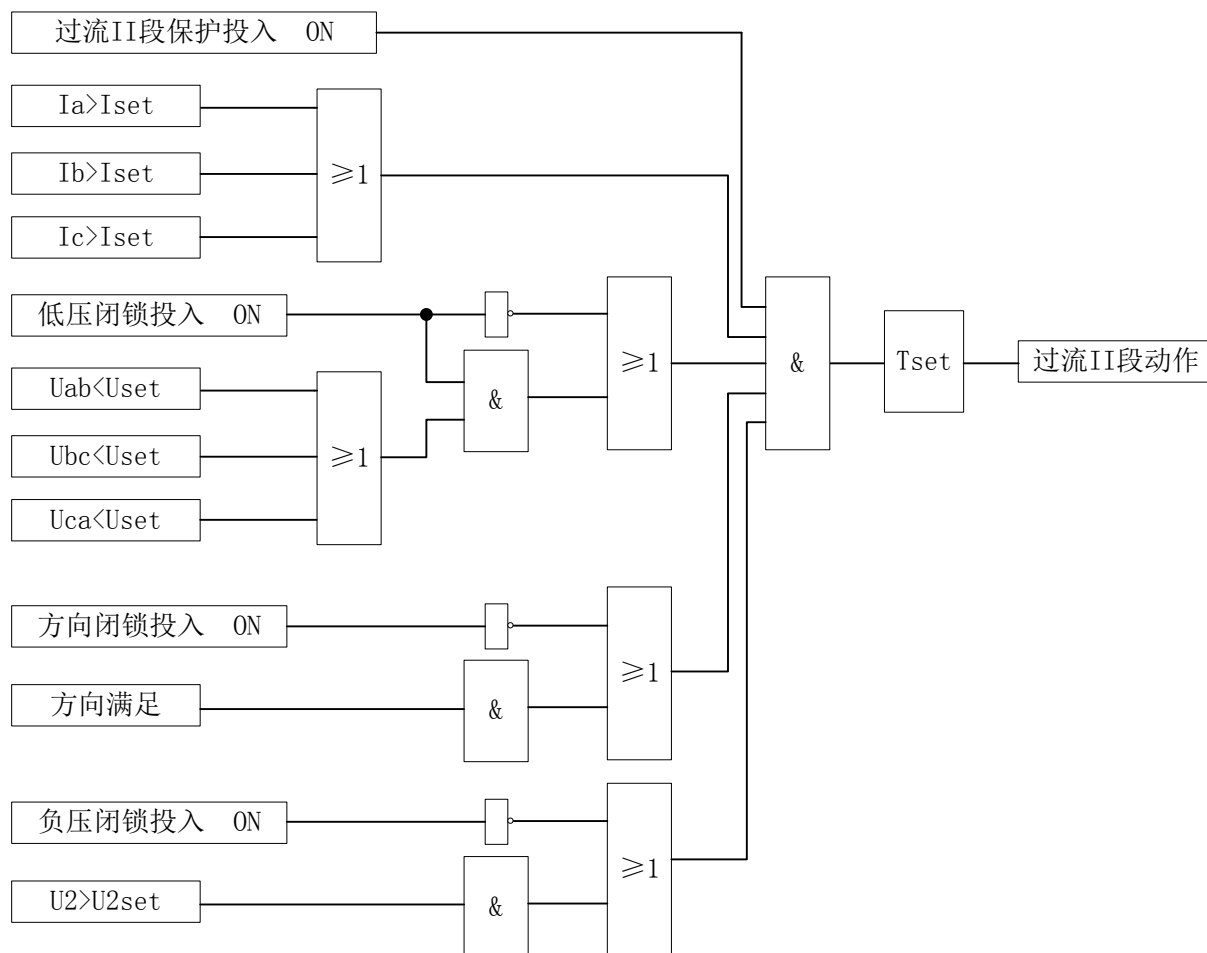 过流II段保护投入 ON
Ia>Iset
Ib>Iset
≥1
Ic>Iset
低压闭锁投入 ON
Uab<Uset
&
≥1
&
Tset
过流II段动作
Ubc<Uset
≥1
Uca<Uset
方向闭锁投入 ON
≥1
方向满足
&
负压闭锁投入 ON
≥1
U2>U2set
&